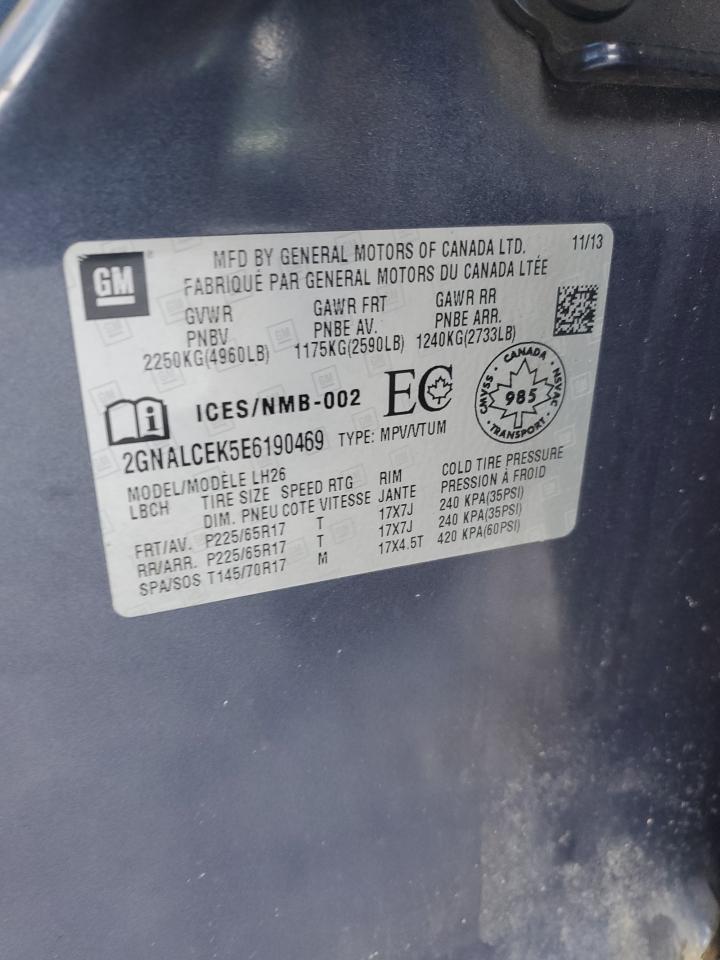 GM
MFD BY GENERAL MOTORS OF CANADA LTD. 11/13
FABRIQUÉ PAR GENERAL MOTORS DU CANADA LTÉE
GVWR GAWR FRT GAWR RR
PNBV PNBE AV. PNBE ARR.
2250KG(4960LB) 1175KG(2590LB) 1240KG(2733LB)
i ICES/NMB-002 EC
CANADA
CMVSS 985 NSVAC
TRANSPORT
2GNALCEK5E6190469 TYPE: MPV/VTUM
MODEL/MODÈLE LH26
LBCH TIRE SIZE SPEED RTG RIM COLD TIRE PRESSURE
DIM. PNEU COTE VITESSE JANTE PRESSION À FROID
FRT/AV. P225/65R17 T 17X7J 240 KPA(35PSI)
RR/ARR. P225/65R17 T 17X7J 240 KPA(35PSI)
SPA/SOS T145/70R17 M 17X4.5T 420 KPA(60PSI)